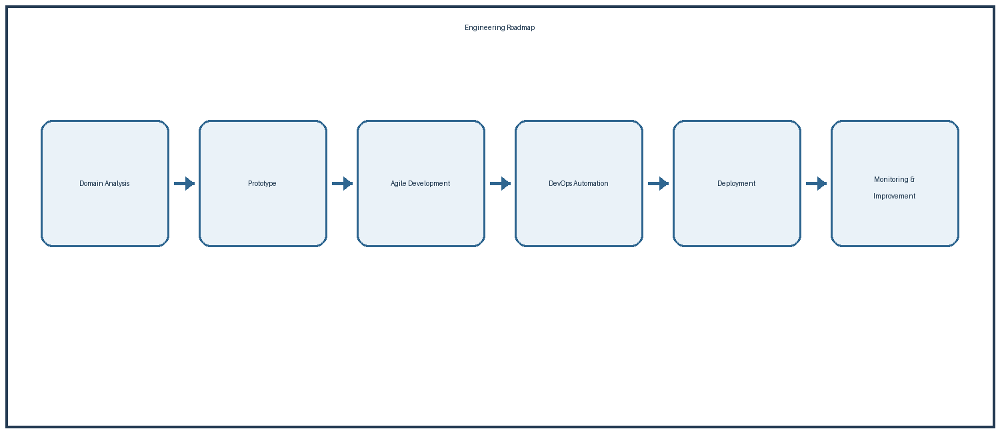 Engineering Roadmap
Domain Analysis
Prototype
Agile Development
DevOps Automation
Deployment
Monitoring &
Improvement